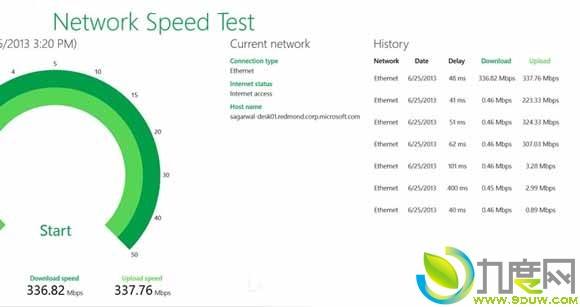 Network Speed Test
5/2013 3:20 PM)
Current network
Connection type
Ethernet
Internet status
Internet access
Host name
sagarwal-desk01.redmond.corp.microsoft.com
History
Network Date Delay Download Upload
Ethernet 6/25/2013 48 ms 336.82 Mbps 337.76 Mbps
Ethernet 6/25/2013 41 ms 0.46 Mbps 223.33 Mbps
Ethernet 6/25/2013 51 ms 0.46 Mbps 324.33 Mbps
Ethernet 6/25/2013 62 ms 0.46 Mbps 307.03 Mbps
Ethernet 6/25/2013 101 ms 0.46 Mbps 3.28 Mbps
Ethernet 6/25/2013 400 ms 0.45 Mbps 2.99 Mbps
Ethernet 6/25/2013 40 ms 0.46 Mbps 0.89 Mbps
4
5
10
20
30
40
50
Start
Download speed
336.82 Mbps
Upload speed
337.76 Mbps
九度网
www.9DUW.com